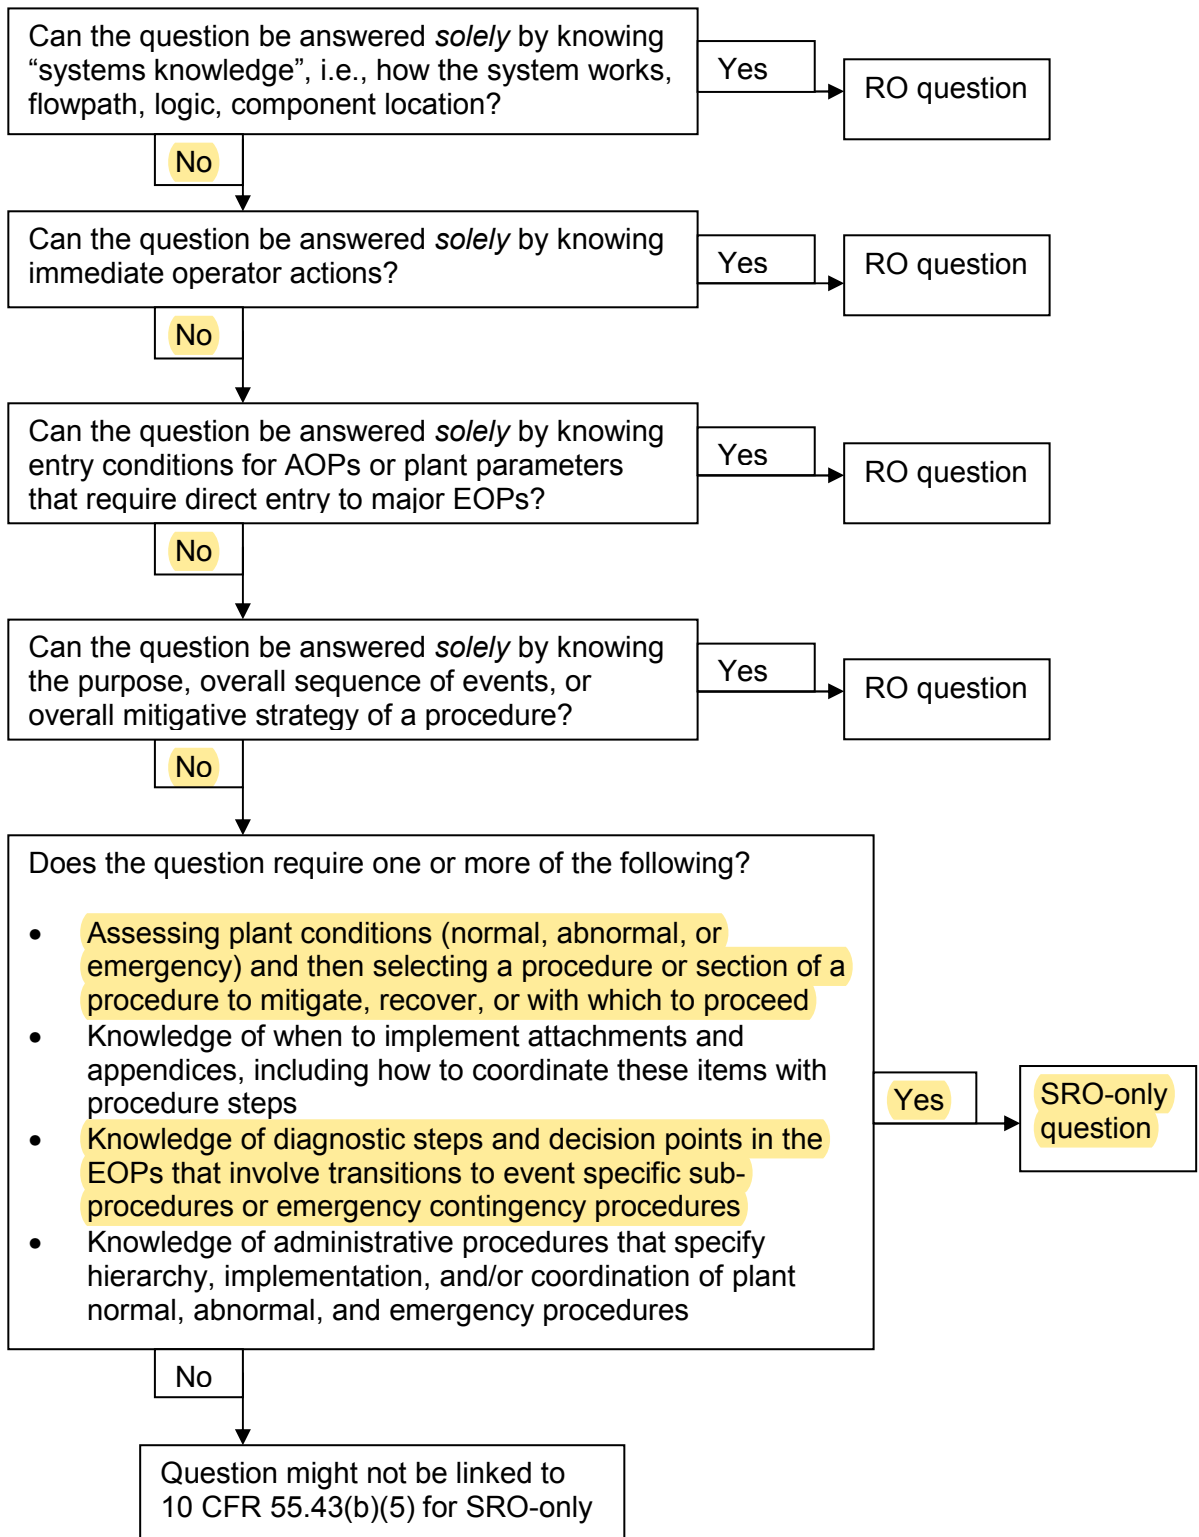 Can the question be answered solely by knowing
“systems knowledge”, i.e., how the system works,
flowpath, logic, component location?
Yes
RO question
No
Can the question be answered solely by knowing
immediate operator actions?
Yes
RO question
No
Can the question be answered solely by knowing
entry conditions for AOPs or plant parameters
that require direct entry to major EOPs?
Yes
RO question
No
Can the question be answered solely by knowing
the purpose, overall sequence of events, or
overall mitigative strategy of a procedure?
Yes
RO question
No
Does the question require one or more of the following?
• Assessing plant conditions (normal, abnormal, or
emergency) and then selecting a procedure or section of a
procedure to mitigate, recover, or with which to proceed
• Knowledge of when to implement attachments and
appendices, including how to coordinate these items with
procedure steps
• Knowledge of diagnostic steps and decision points in the
EOPs that involve transitions to event specific sub-
procedures or emergency contingency procedures
• Knowledge of administrative procedures that specify
hierarchy, implementation, and/or coordination of plant
normal, abnormal, and emergency procedures
Yes
SRO-only
question
No
Question might not be linked to
10 CFR 55.43(b)(5) for SRO-only